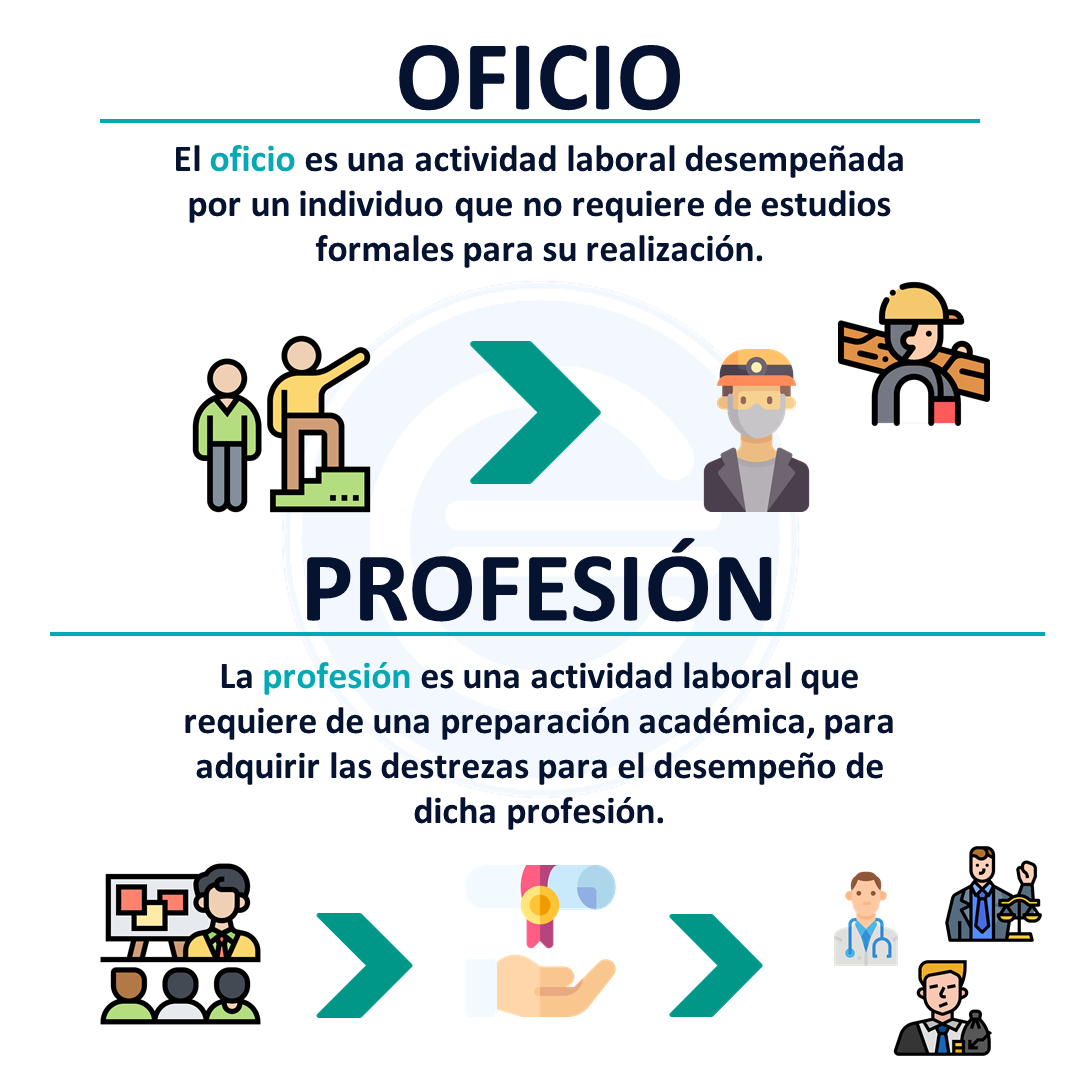 OFICIO
El oficio es una actividad laboral desempeñada
por un individuo que no requiere de estudios
formales para su realización.
PROFESIÓN
La profesión es una actividad laboral que
requiere de una preparación académica, para
adquirir las destrezas para el desempeño de
dicha profesión.